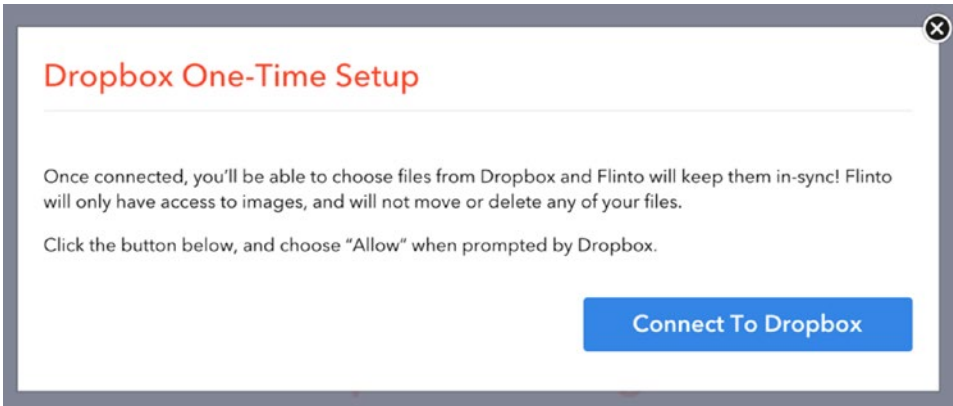 Dropbox One-Time Setup
Once connected, you'll be able to choose files from Dropbox and Flinto will keep them in-sync! Flinto
will only have access to images, and will not move or delete any of your files.
Click the button below, and choose “Allow” when prompted by Dropbox.
Connect To Dropbox